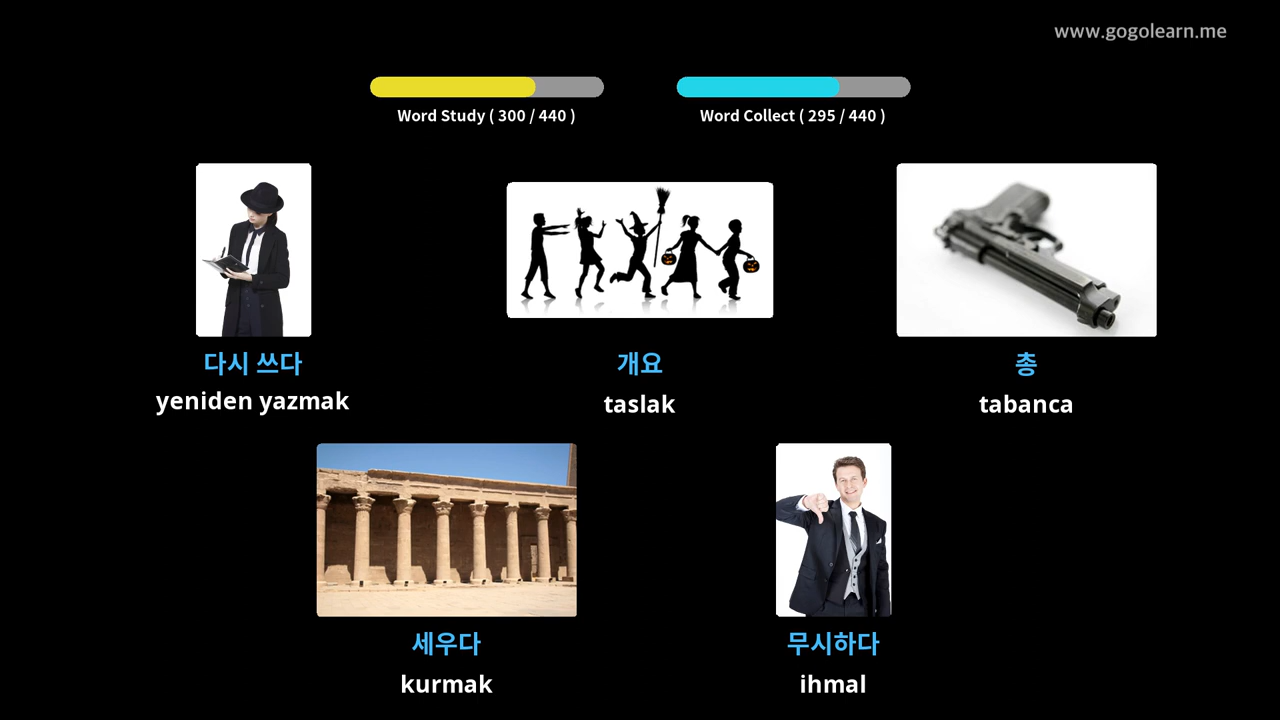 www.gogolearn.me
Word Study ( 300 / 440 )
Word Collect ( 295 / 440 )
다시 쓰다
yeniden yazmak
개요
taslak
총
tabanca
세우다
kurmak
무시하다
ihmal